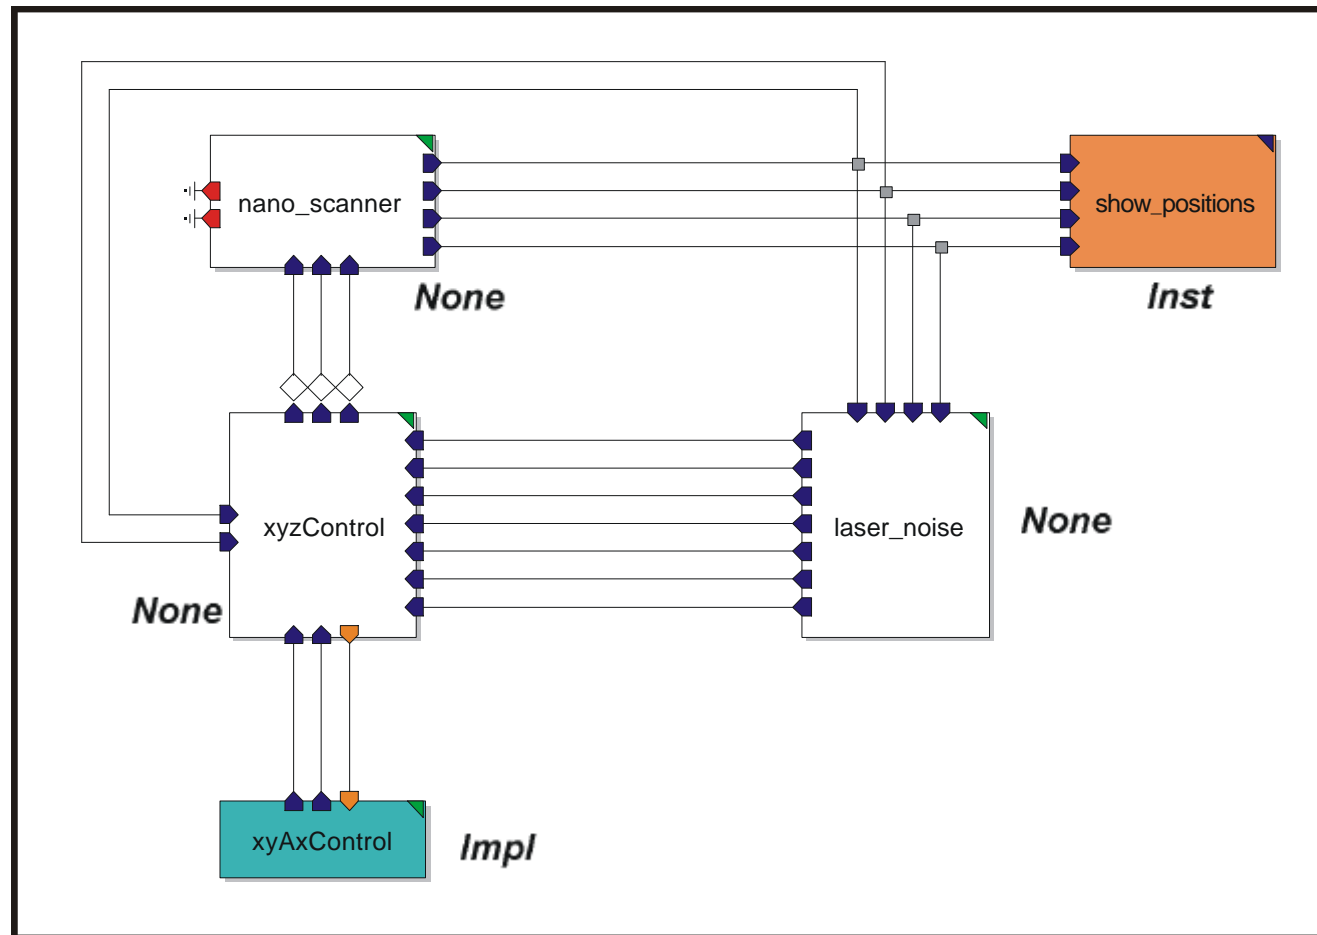 nano_scanner
show_positions
None
Inst
xyzControl
laser_noise
None
None
xyAxControl
Impl